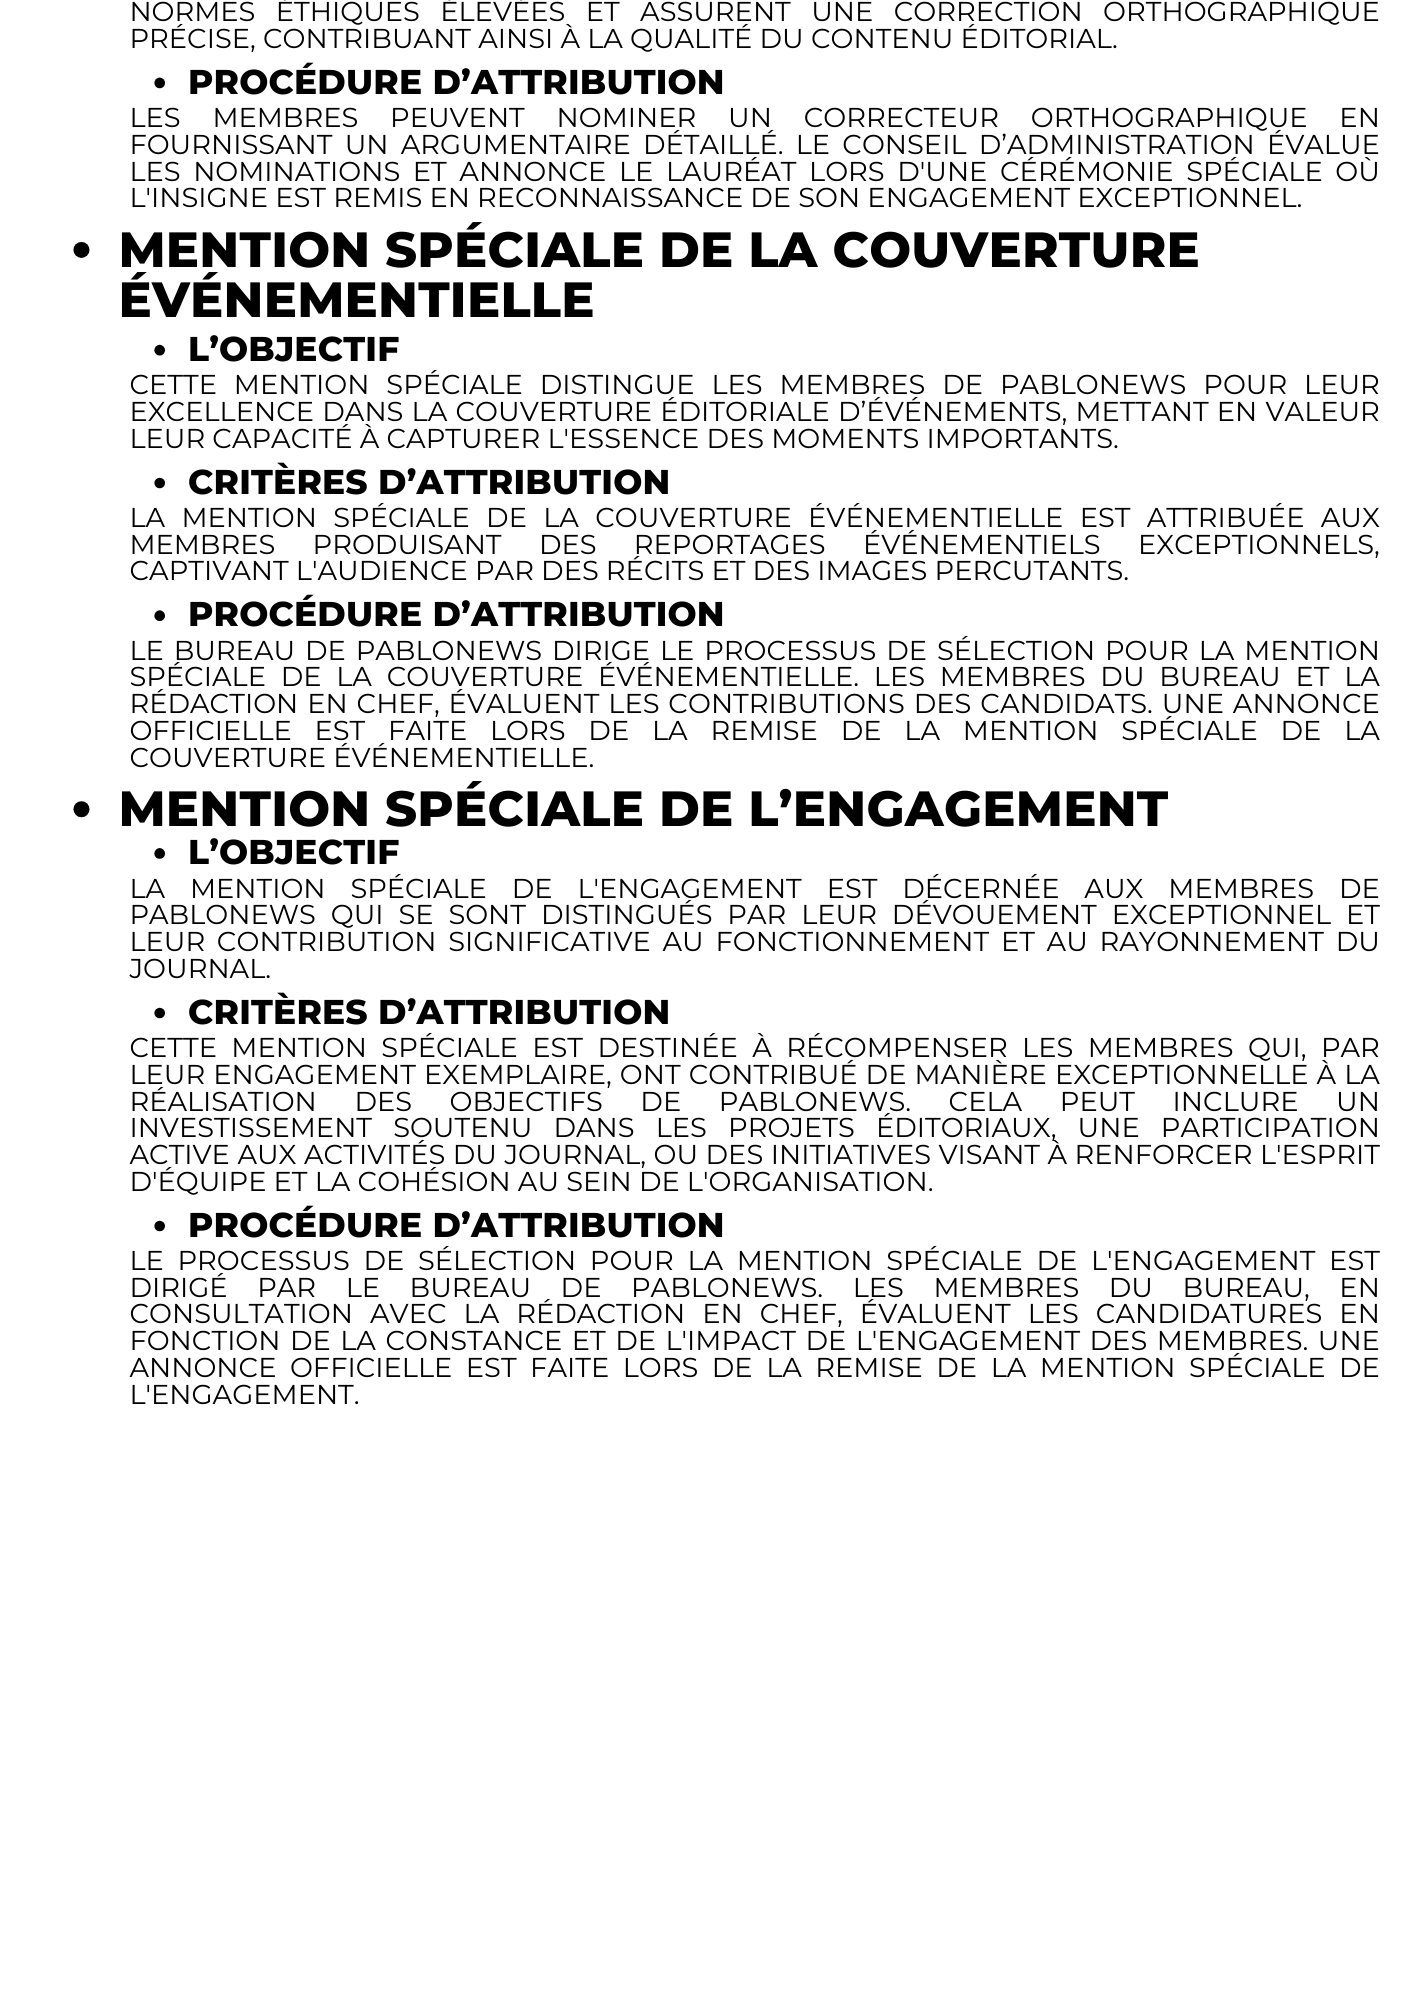 NORMES ÉTHIQUES ÉLEVÉES ET ASSURENT UNE CORRECTION ORTHOGRAPHIQUE
PRÉCISE, CONTRIBUANT AINSI À LA QUALITÉ DU CONTENU ÉDITORIAL.
• PROCÉDURE D’ATTRIBUTION
LES MEMBRES PEUVENT NOMINER UN CORRECTEUR ORTHOGRAPHIQUE EN
FOURNISSANT UN ARGUMENTAIRE DÉTAILLÉ. LE CONSEIL D’ADMINISTRATION ÉVALUE
LES NOMINATIONS ET ANNONCE LE LAURÉAT LORS D'UNE CÉRÉMONIE SPÉCIALE OÙ
L'INSIGNE EST REMIS EN RECONNAISSANCE DE SON ENGAGEMENT EXCEPTIONNEL.
• MENTION SPÉCIALE DE LA COUVERTURE
ÉVÉNEMENTIELLE
• L’OBJECTIF
CETTE MENTION SPÉCIALE DISTINGUE LES MEMBRES DE PABLONEWS POUR LEUR
EXCELLENCE DANS LA COUVERTURE ÉDITORIALE D’ÉVÉNEMENTS, METTANT EN VALEUR
LEUR CAPACITÉ À CAPTURER L'ESSENCE DES MOMENTS IMPORTANTS.
• CRITÈRES D’ATTRIBUTION
LA MENTION SPÉCIALE DE LA COUVERTURE ÉVÉNEMENTIELLE EST ATTRIBUÉE AUX
MEMBRES PRODUISANT DES REPORTAGES ÉVÉNEMENTIELS EXCEPTIONNELS,
CAPTIVANT L'AUDIENCE PAR DES RÉCITS ET DES IMAGES PERCUTANTS.
• PROCÉDURE D’ATTRIBUTION
LE BUREAU DE PABLONEWS DIRIGE LE PROCESSUS DE SÉLECTION POUR LA MENTION
SPÉCIALE DE LA COUVERTURE ÉVÉNEMENTIELLE. LES MEMBRES DU BUREAU ET LA
RÉDACTION EN CHEF, ÉVALUENT LES CONTRIBUTIONS DES CANDIDATS. UNE ANNONCE
OFFICIELLE EST FAITE LORS DE LA REMISE DE LA MENTION SPÉCIALE DE LA
COUVERTURE ÉVÉNEMENTIELLE.
• MENTION SPÉCIALE DE L’ENGAGEMENT
• L’OBJECTIF
LA MENTION SPÉCIALE DE L'ENGAGEMENT EST DÉCERNÉE AUX MEMBRES DE
PABLONEWS QUI SE SONT DISTINGUÉS PAR LEUR DÉVOUEMENT EXCEPTIONNEL ET
LEUR CONTRIBUTION SIGNIFICATIVE AU FONCTIONNEMENT ET AU RAYONNEMENT DU
JOURNAL.
• CRITÈRES D’ATTRIBUTION
CETTE MENTION SPÉCIALE EST DESTINÉE À RÉCOMPENSER LES MEMBRES QUI, PAR
LEUR ENGAGEMENT EXEMPLAIRE, ONT CONTRIBUÉ DE MANIÈRE EXCEPTIONNELLE À LA
RÉALISATION DES OBJECTIFS DE PABLONEWS. CELA PEUT INCLURE UN
INVESTISSEMENT SOUTENU DANS LES PROJETS ÉDITORIAUX, UNE PARTICIPATION
ACTIVE AUX ACTIVITÉS DU JOURNAL, OU DES INITIATIVES VISANT À RENFORCER L'ESPRIT
D'ÉQUIPE ET LA COHÉSION AU SEIN DE L'ORGANISATION.
• PROCÉDURE D’ATTRIBUTION
LE PROCESSUS DE SÉLECTION POUR LA MENTION SPÉCIALE DE L'ENGAGEMENT EST
DIRIGÉ PAR LE BUREAU DE PABLONEWS. LES MEMBRES DU BUREAU, EN
CONSULTATION AVEC LA RÉDACTION EN CHEF, ÉVALUENT LES CANDIDATURES EN
FONCTION DE LA CONSTANCE ET DE L'IMPACT DE L'ENGAGEMENT DES MEMBRES. UNE
ANNONCE OFFICIELLE EST FAITE LORS DE LA REMISE DE LA MENTION SPÉCIALE DE
L'ENGAGEMENT.